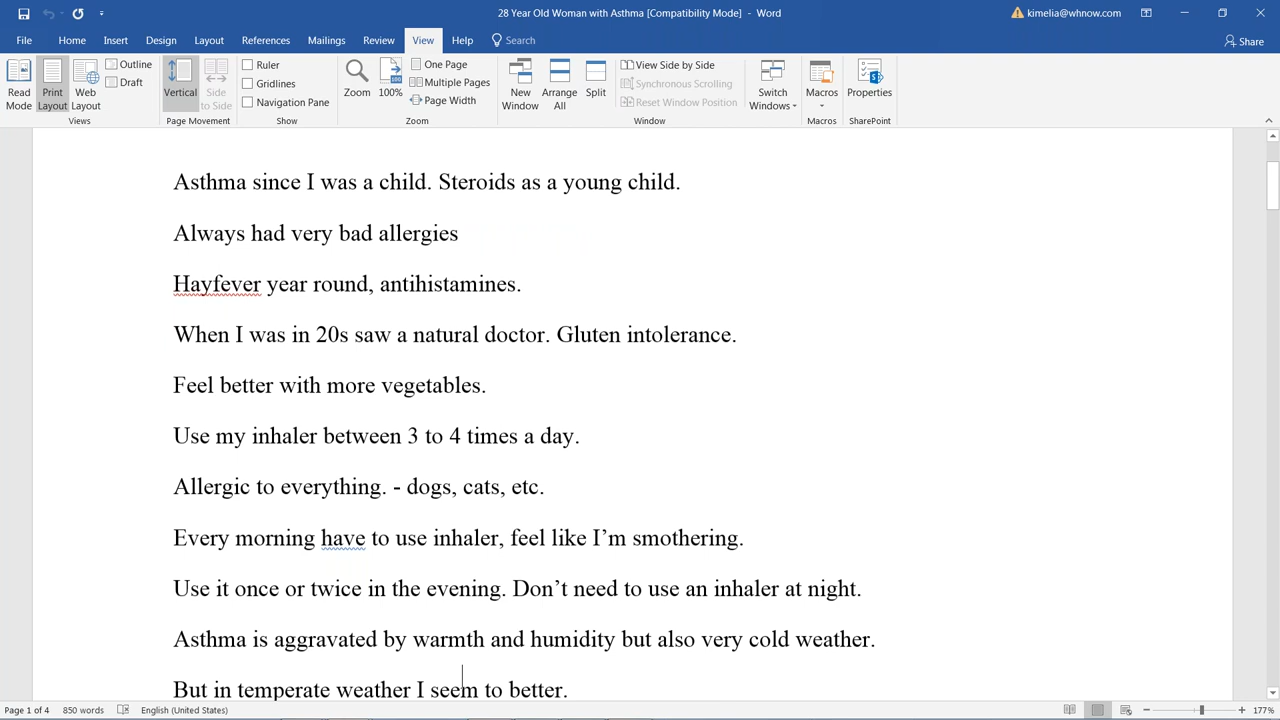 28 Year Old Woman with Asthma [Compatibility Mode] - Word
kimelia@whnow.com
File Home Insert Design Layout References Mailings Review View Help Search Share
Read Mode
Print Layout
Web Layout
Outline
Draft
Views
Vertical
Side to Side
Page Movement
Ruler
Gridlines
Navigation Pane
Show
Zoom
100%
One Page
Multiple Pages
Page Width
Zoom
New Window
Arrange All
Split
View Side by Side
Synchronous Scrolling
Reset Window Position
Window
Switch Windows
Macros
Macros
Properties
SharePoint
Asthma since I was a child. Steroids as a young child.
Always had very bad allergies
Hayfever year round, antihistamines.
When I was in 20s saw a natural doctor. Gluten intolerance.
Feel better with more vegetables.
Use my inhaler between 3 to 4 times a day.
Allergic to everything. - dogs, cats, etc.
Every morning have to use inhaler, feel like I’m smothering.
Use it once or twice in the evening. Don’t need to use an inhaler at night.
Asthma is aggravated by warmth and humidity but also very cold weather.
But in temperate weather I seem to better.
Page 1 of 4 850 words English (United States) 177%